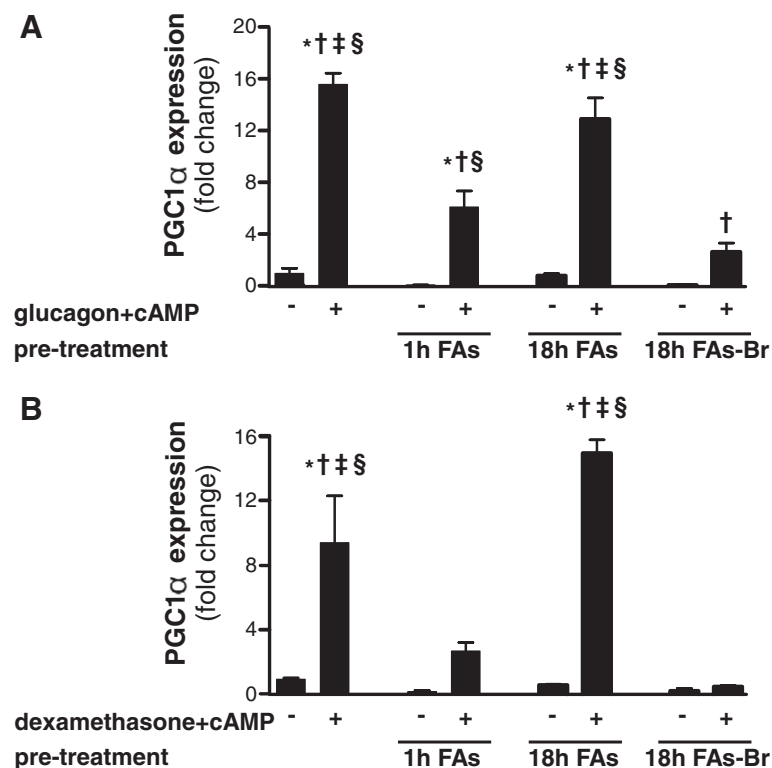 A
PGC1α expression
(fold change)
20
16
12
8
4
0
*†‡§
*†§
*†‡§
†
glucagon+cAMP - + - + - + - +
pre-treatment 1h FAs 18h FAs 18h FAs-Br
B
PGC1α expression
(fold change)
16
12
8
4
0
*†‡§
*†‡§
dexamethasone+cAMP - + - + - + - +
pre-treatment 1h FAs 18h FAs 18h FAs-Br